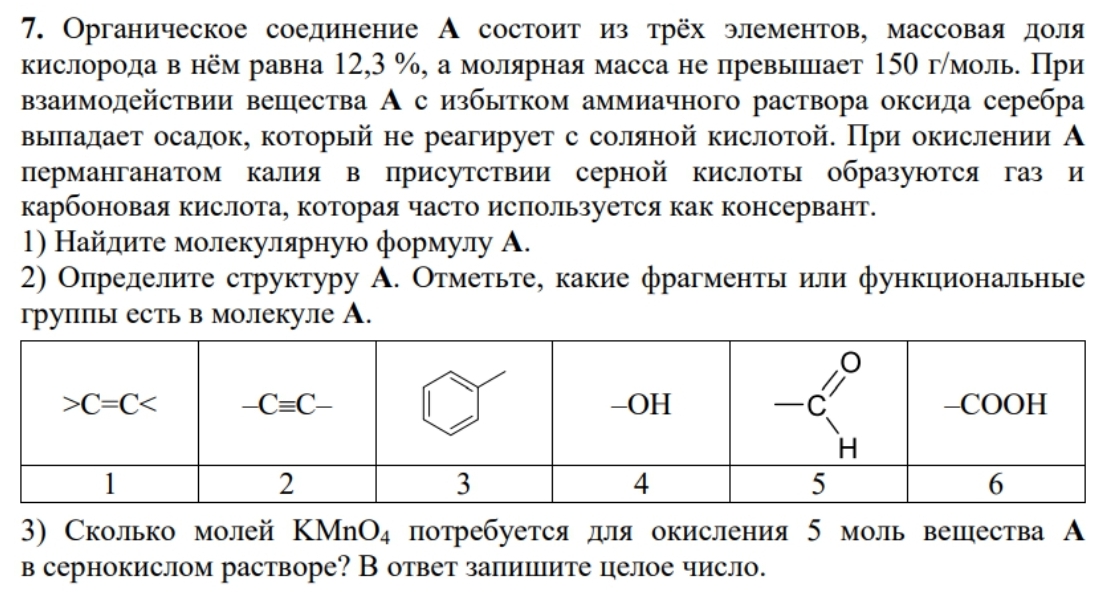 7. Органическое соединение А состоит из трёх элементов, массовая доля
кислорода в нём равна 12,3 %, а молярная масса не превышает 150 г/моль. При
взаимодействии вещества А с избытком аммиачного раствора оксида серебра
выпадает осадок, который не реагирует с соляной кислотой. При окислении А
перманганатом калия в присутствии серной кислоты образуются газ и
карбоновая кислота, которая часто используется как консервант.
1) Найдите молекулярную формулу А.
2) Определите структуру А. Отметьте, какие фрагменты или функциональные
группы есть в молекуле А.
>C=C< –C≡C– –OH —C O H –COOH
1 2 3 4 5 6
3) Сколько молей KMnO₄ потребуется для окисления 5 моль вещества А
в сернокислом растворе? В ответ запишите целое число.